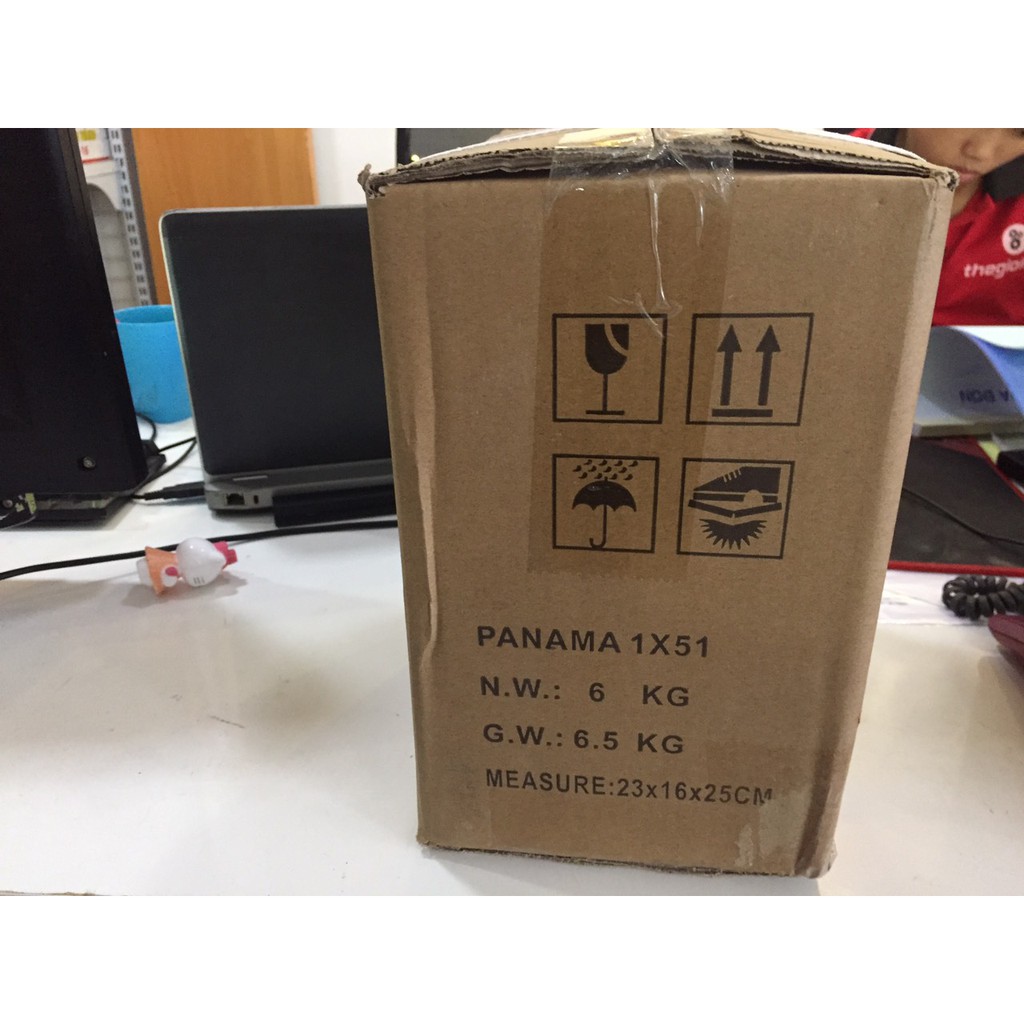 PANAMA 1X51
N.W.: 6 KG
G.W.: 6.5 KG
MEASURE:23x16x25CM